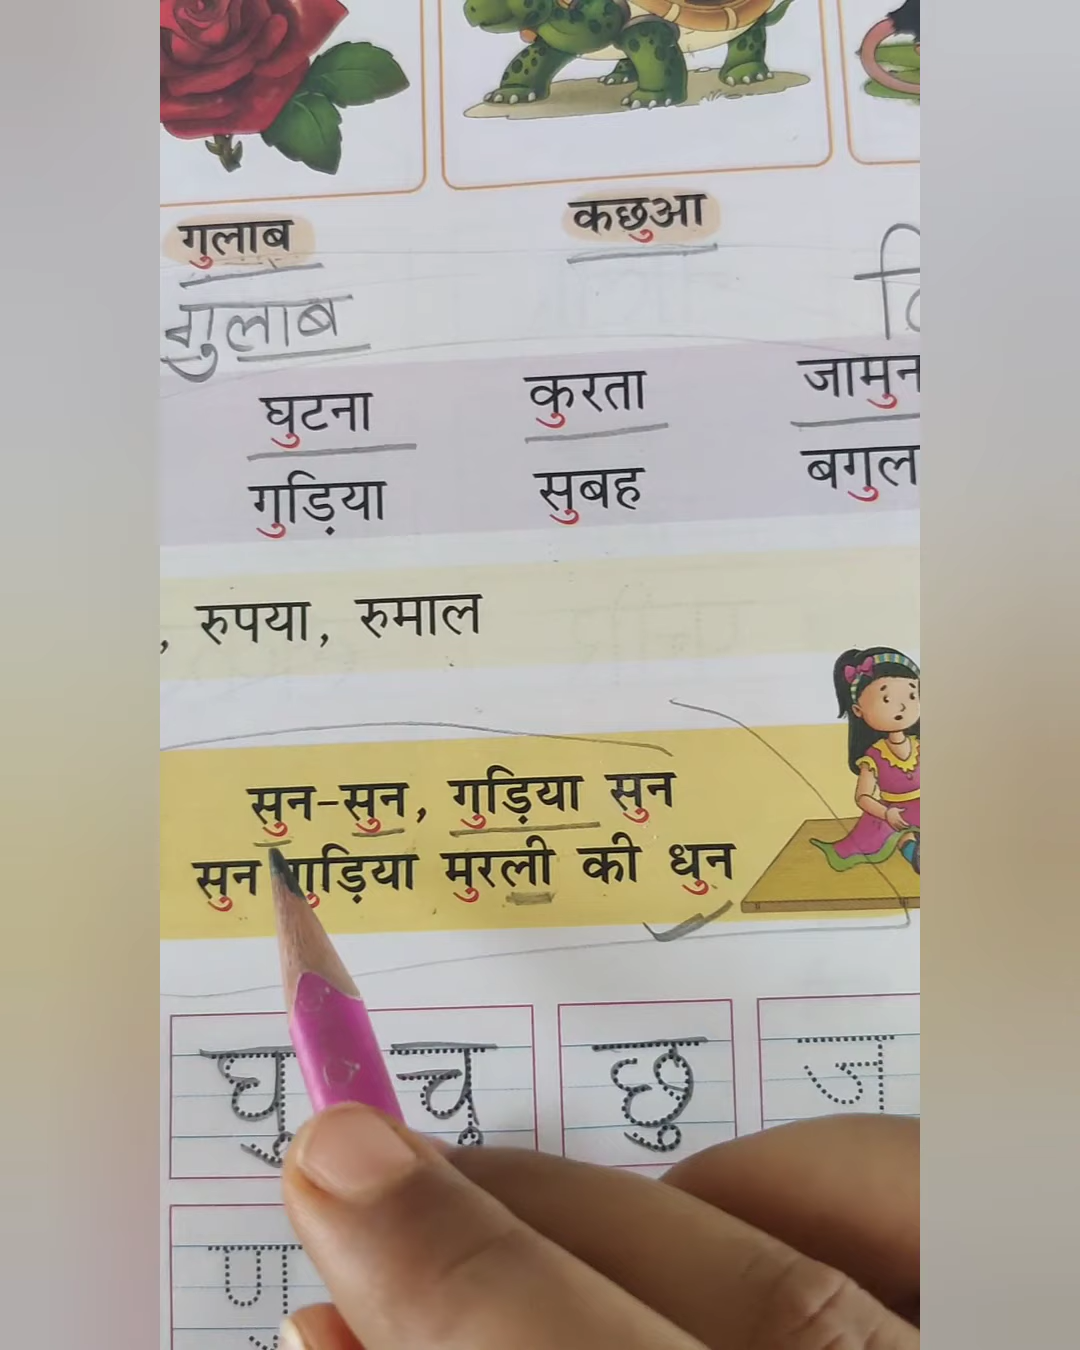 गुलाब कछुआ
गुलाब
घुटना कुरता जामुन
गुड़िया सुबह बगुल
, रुपया, रुमाल
सुन-सुन, गुड़िया सुन
सुन गुड़िया मुरली की धुन
घु चु छु ज
णु